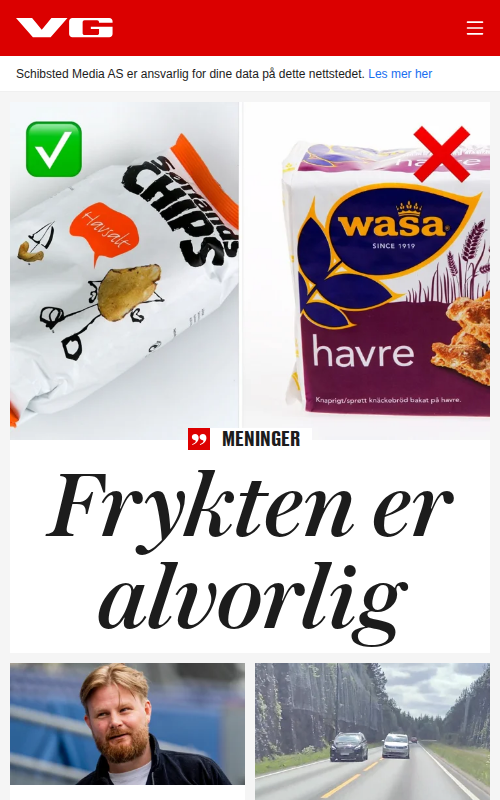 VG
Schibsted Media AS er ansvarlig for dine data på dette nettstedet. Les mer her
Sørlands
CHIPS
Havsalt
wasa
SINCE 1919
havre
Knaprigt/sprøtt knäckebröd bakat på havre.
MENINGER
Frykten er
alvorlig